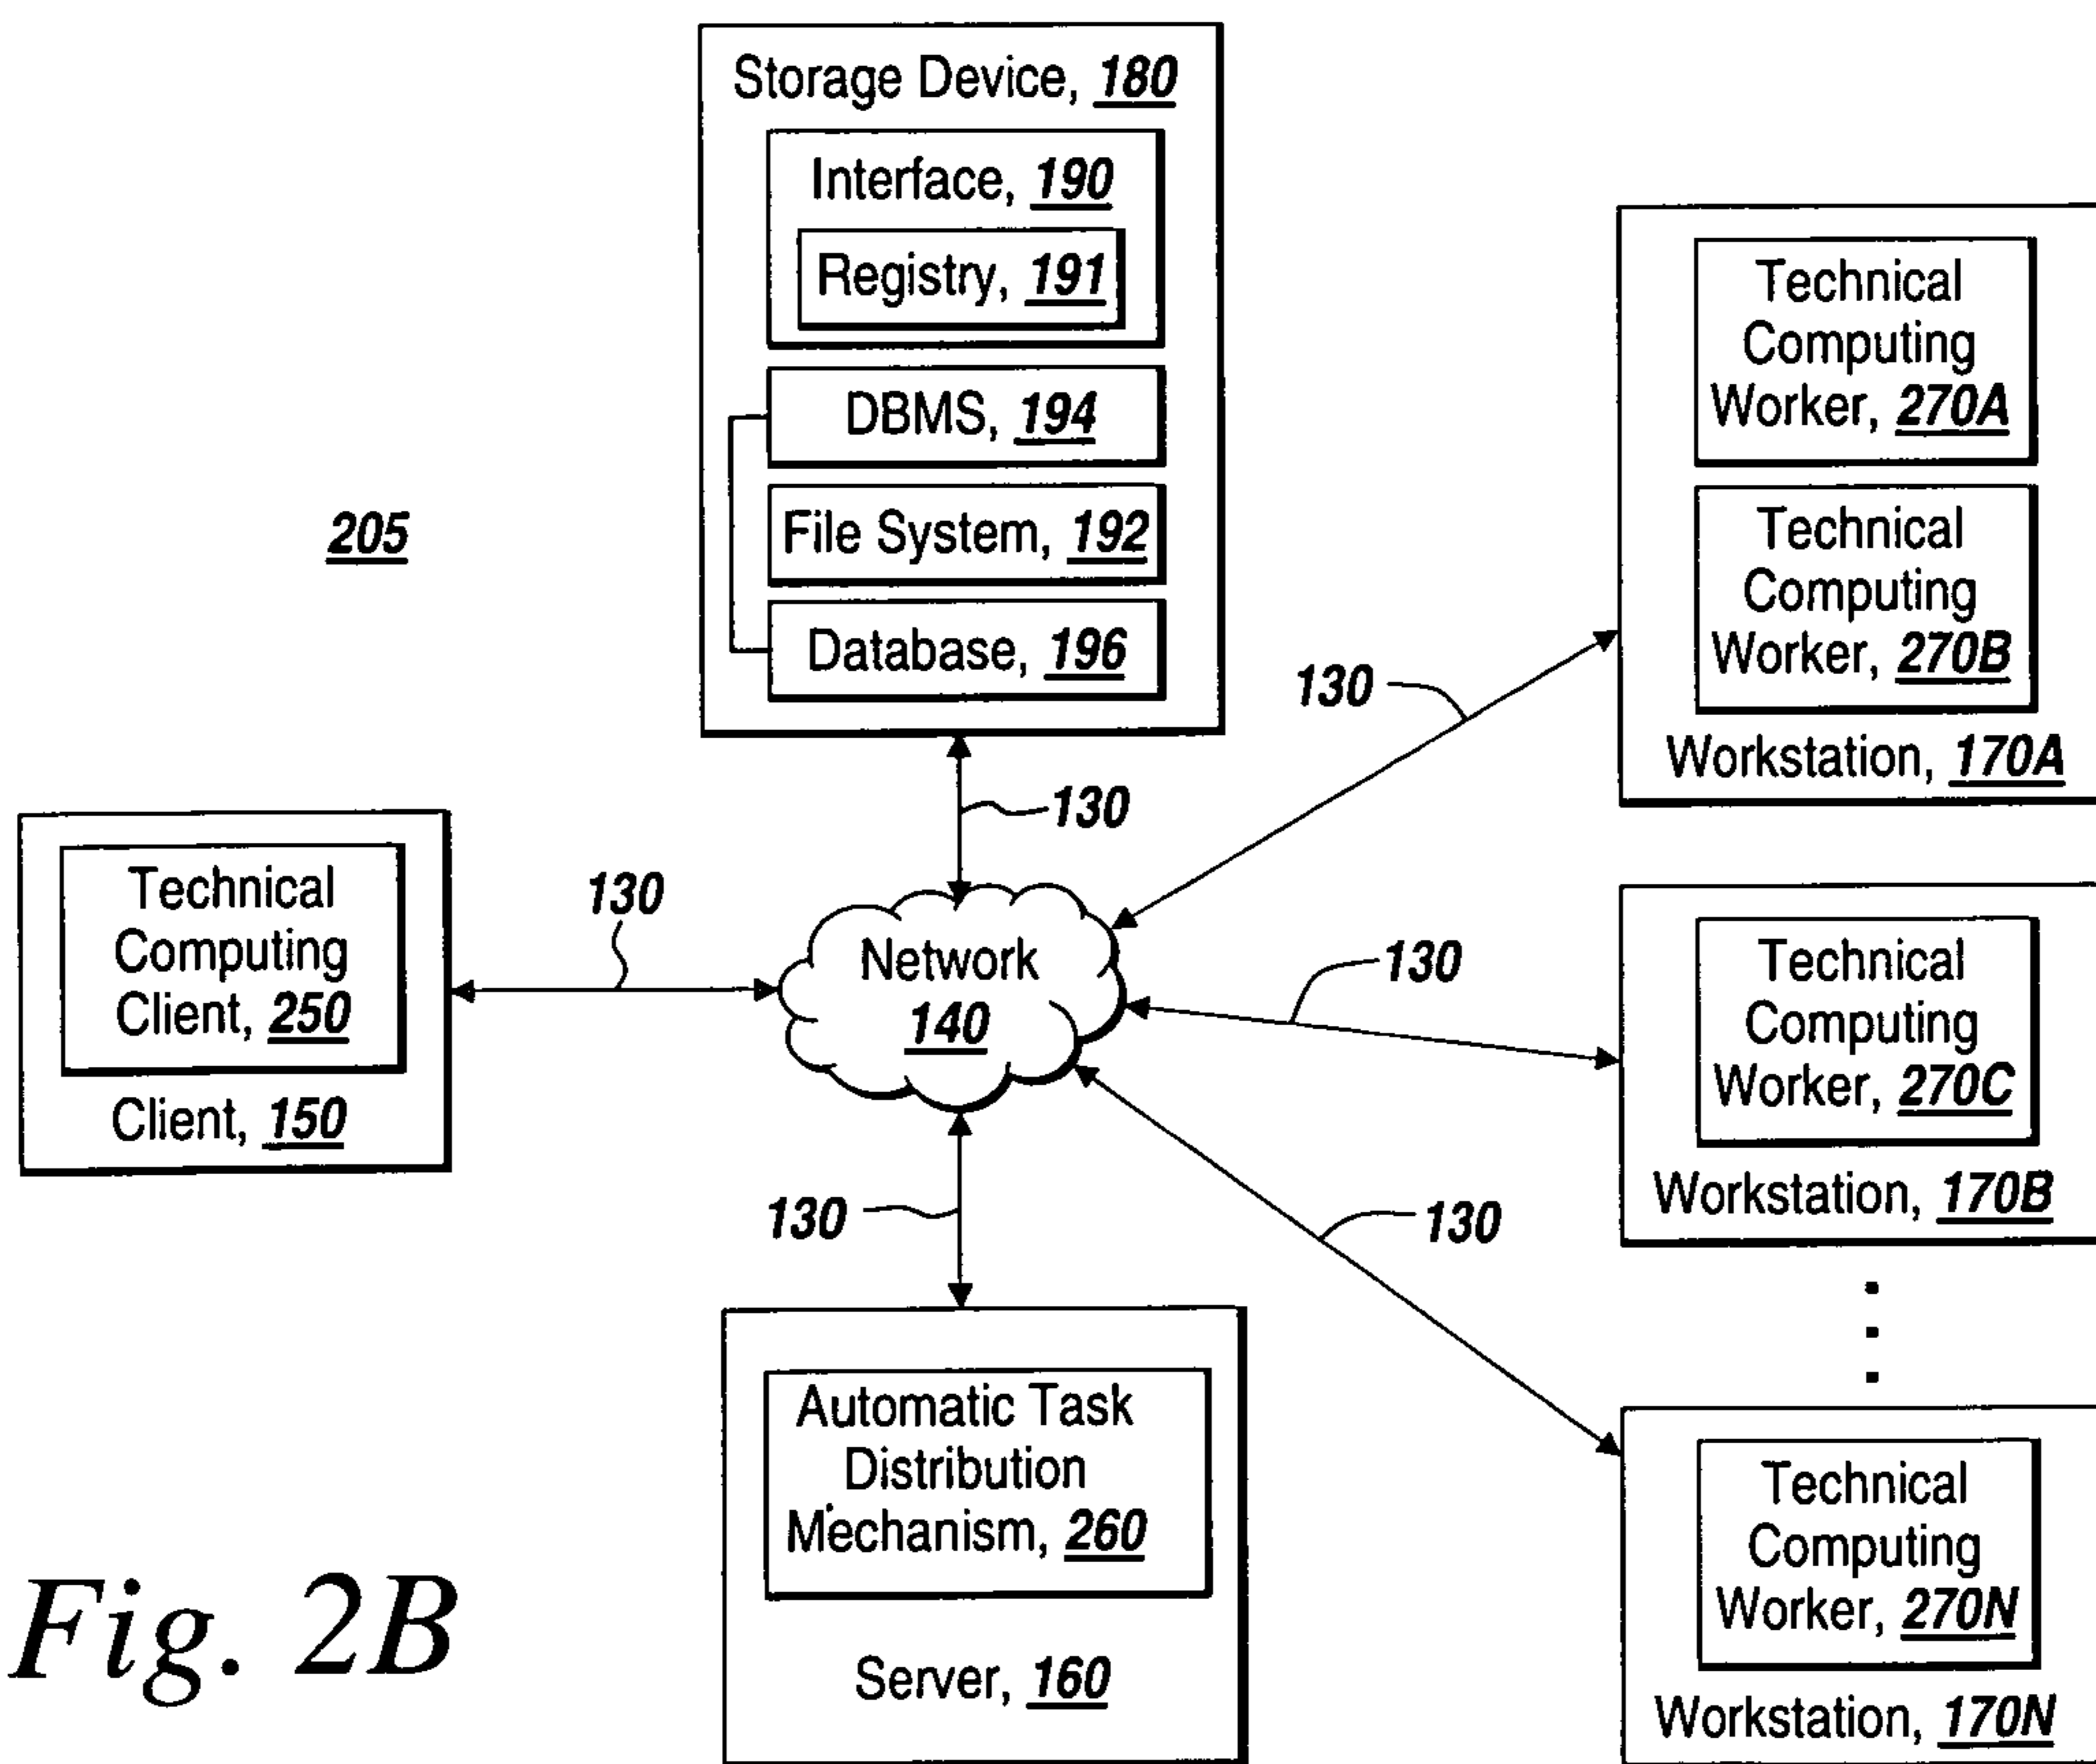 Storage Device, 180
Interface, 190
Registry, 191
DBMS, 194
File System, 192
Database, 196
205
Technical
Computing
Worker, 270A
Technical
Computing
Worker, 270B
Workstation, 170A
130
130
Technical
Computing
Client, 250
Client, 150
130
Network
140
130
Technical
Computing
Worker, 270C
Workstation, 170B
130
130
Automatic Task
Distribution
Mechanism, 260
Server, 160
Technical
Computing
Worker, 270N
Workstation, 170N
Fig. 2B